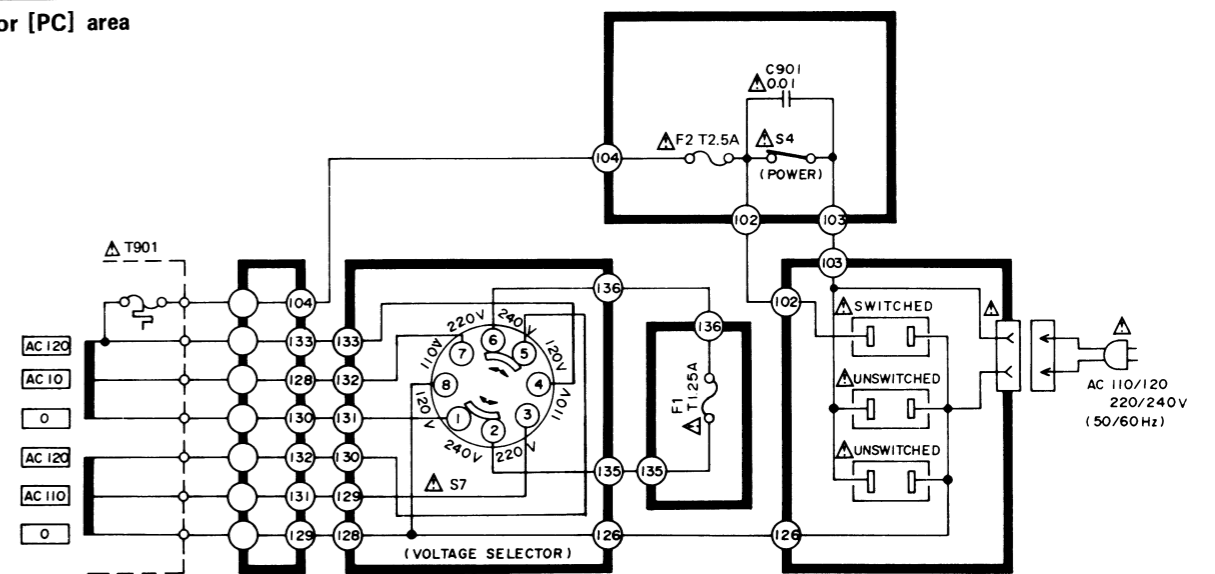 or [PC] area
C901
0.01
F2 T2.5A
S4
(POWER)
104
102
103
T901
103
104
136
102
SWITCHED
220V
240V
6
136
AC 120
133
133
110V
7
5
120V
AC 10
128
132
8
4
F1
T1.25A
UNSWITCHED
AC 110/120
220/240V
(50/60Hz)
0
130
131
120V
1
2
3
110V
AC 120
132
130
240V
220V
135
135
UNSWITCHED
AC 110
131
129
S7
0
129
128
(VOLTAGE SELECTOR)
126
126